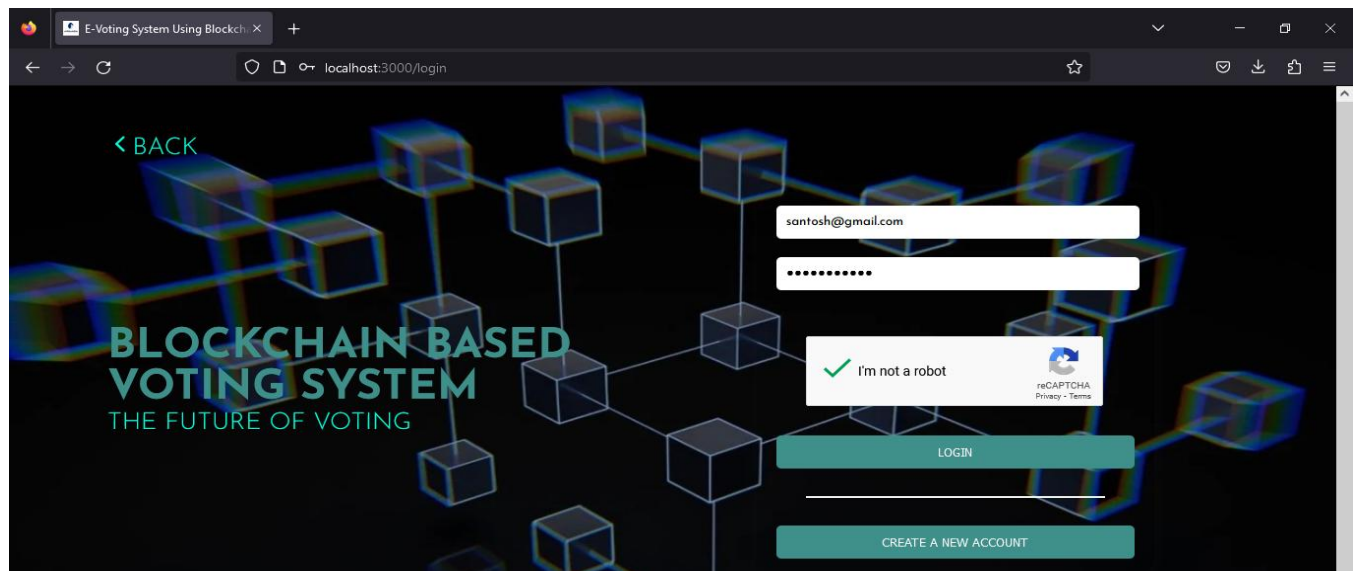 E-Voting System Using Blockch
localhost:3000/login
BACK
santosh@gmail.com
BLOCKCHAIN BASED
VOTING SYSTEM
THE FUTURE OF VOTING
I'm not a robot
reCAPTCHA
Privacy - Terms
LOGIN
CREATE A NEW ACCOUNT